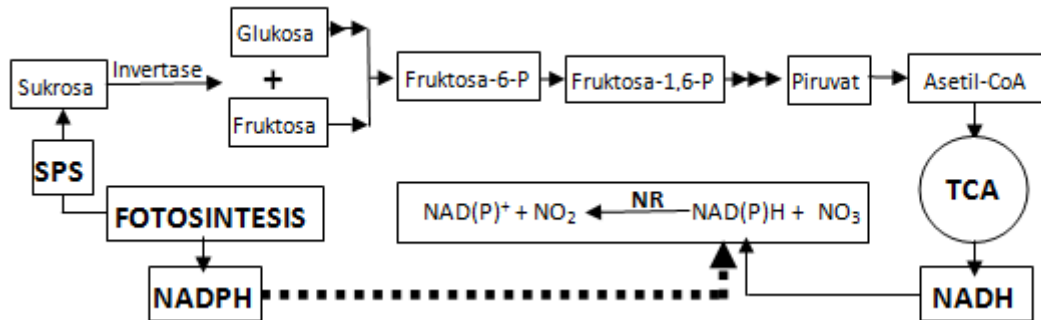 Glukosa
Invertase
Sukrosa
+
Fruktosa
Fruktosa-6-P
Fruktosa-1,6-P
Piruvat
Asetil-CoA
SPS
FOTOSINTESIS
NADPH
NAD(P)⁺ + NO₂ NR NAD(P)H + NO₃
TCA
NADH